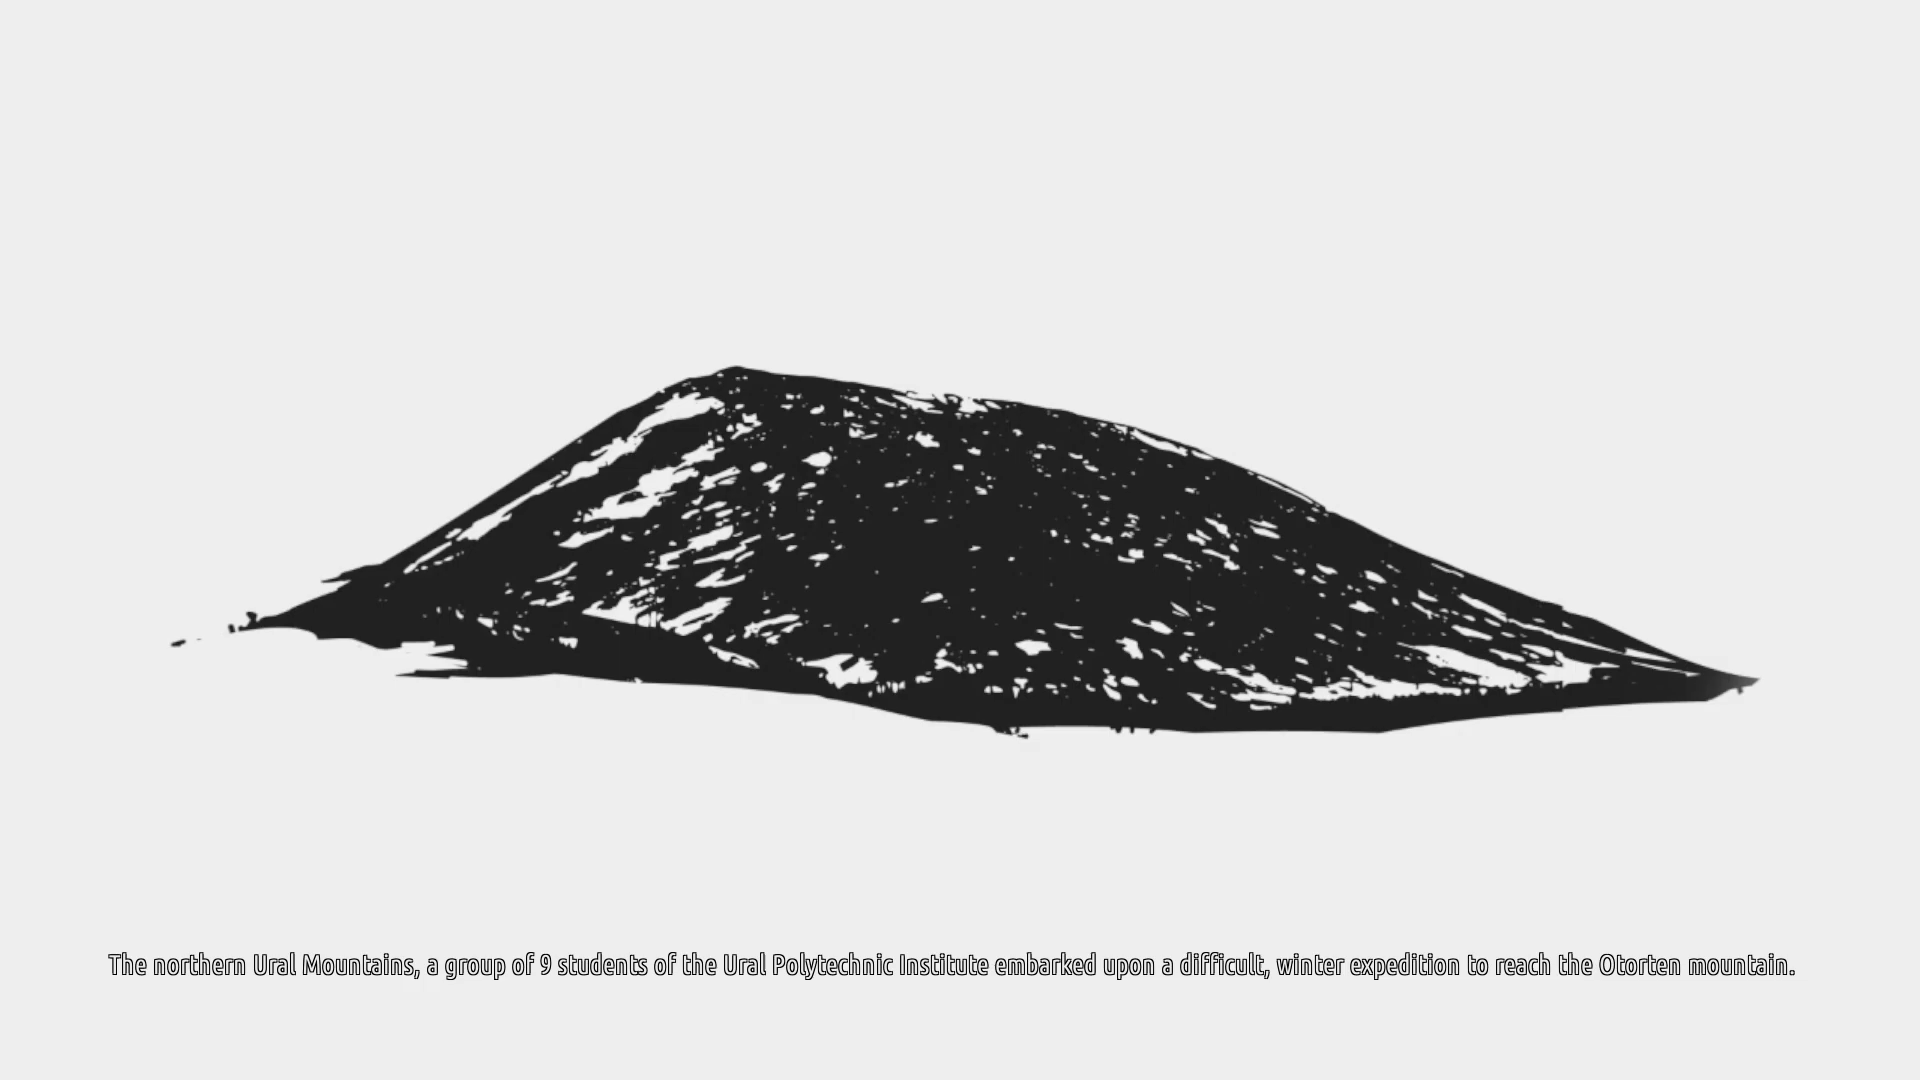 The northern Ural Mountains, a group of 9 students of the Ural Polytechnic Institute embarked upon a difficult, winter expedition to reach the Otorten mountain.